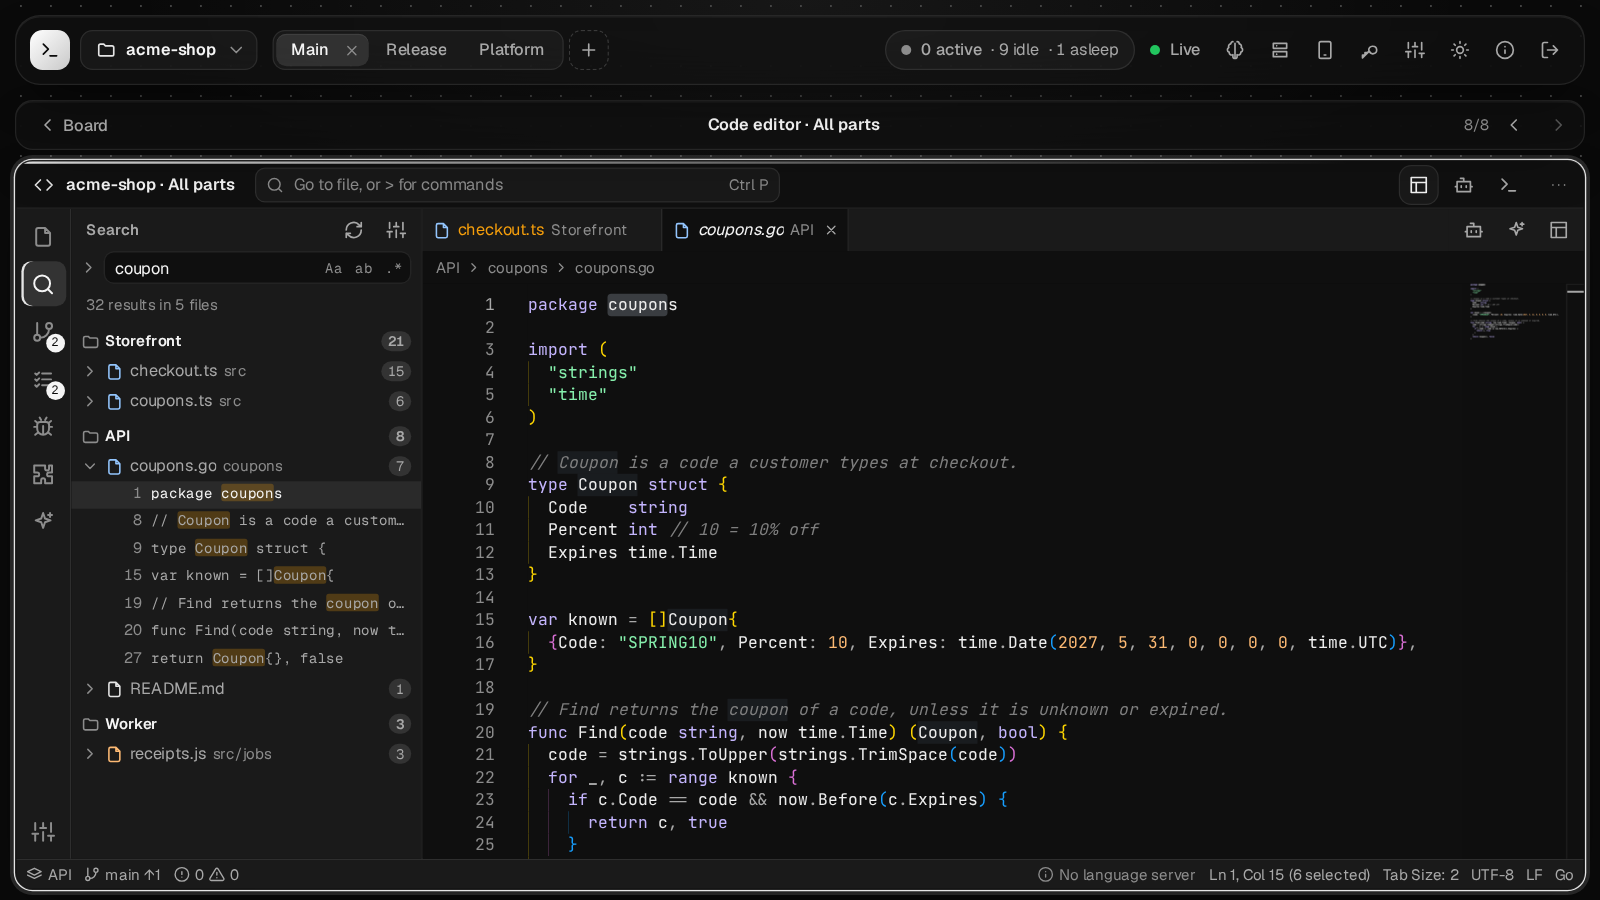 acme-shop
Main
Release
Platform
0 active · 9 idle · 1 asleep
Live
Board
Code editor · All parts
8/8
acme-shop · All parts
Go to file, or > for commands
Ctrl P
Search
coupon
Aa ab .*
32 results in 5 files
Storefront 21
checkout.ts src 15
coupons.ts src 6
API 8
coupons.go coupons 7
1 package coupons
8 // Coupon is a code a custom…
9 type Coupon struct {
15 var known = []Coupon{
19 // Find returns the coupon o…
20 func Find(code string, now t…
27 return Coupon{}, false
README.md 1
Worker 3
receipts.js src/jobs 3
2
2
checkout.ts Storefront
coupons.go API
API > coupons > coupons.go
1 package coupons
2
3 import (
4 "strings"
5 "time"
6 )
7
8 // Coupon is a code a customer types at checkout.
9 type Coupon struct {
10 Code    string
11 Percent int // 10 = 10% off
12 Expires time.Time
13 }
14
15 var known = []Coupon{
16 {Code: "SPRING10", Percent: 10, Expires: time.Date(2027, 5, 31, 0, 0, 0, 0, time.UTC)},
17 }
18
19 // Find returns the coupon of a code, unless it is unknown or expired.
20 func Find(code string, now time.Time) (Coupon, bool) {
21 code = strings.ToUpper(strings.TrimSpace(code))
22 for _, c := range known {
23 if c.Code == code && now.Before(c.Expires) {
24 return c, true
25 }
API
main ↑1
0 0
No language server
Ln 1, Col 15 (6 selected)
Tab Size: 2
UTF-8
LF
Go